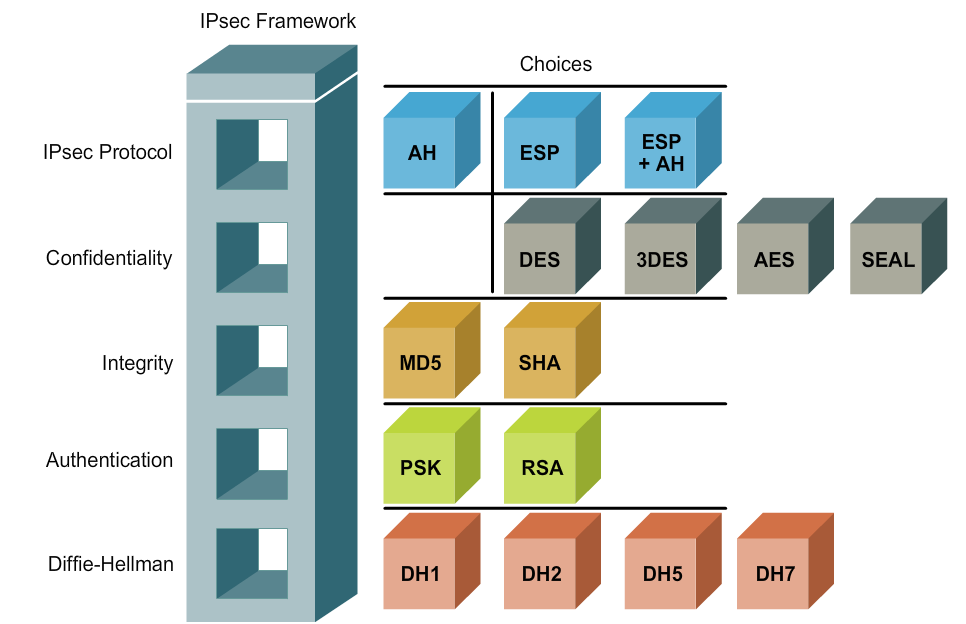 IPsec Framework
Choices
IPsec Protocol
AH
ESP
ESP
+ AH
Confidentiality
DES
3DES
AES
SEAL
Integrity
MD5
SHA
Authentication
PSK
RSA
Diffie-Hellman
DH1
DH2
DH5
DH7